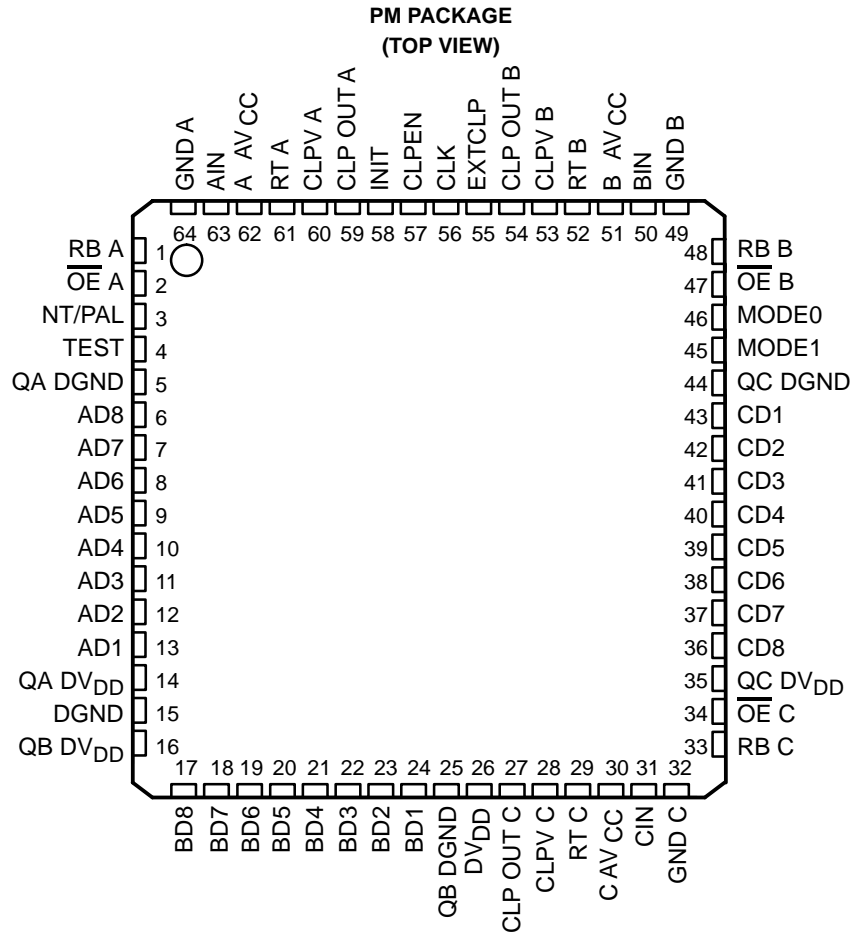 PM PACKAGE
(TOP VIEW)
GND A
AIN
A AVCC
RT A
CLPV A
CLP OUT A
INIT
CLPEN
CLK
EXTCLP
CLP OUT B
CLPV B
RT B
B AVCC
BIN
GND B
64 63 62 61 60 59 58 57 56 55 54 53 52 51 50 49
RB A 1
OE A 2
NT/PAL 3
TEST 4
QA DGND 5
AD8 6
AD7 7
AD6 8
AD5 9
AD4 10
AD3 11
AD2 12
AD1 13
QA DVDD 14
DGND 15
QB DVDD 16
48 RB B
47 OE B
46 MODE0
45 MODE1
44 QC DGND
43 CD1
42 CD2
41 CD3
40 CD4
39 CD5
38 CD6
37 CD7
36 CD8
35 QC DVDD
34 OE C
33 RB C
17 18 19 20 21 22 23 24 25 26 27 28 29 30 31 32
BD8
BD7
BD6
BD5
BD4
BD3
BD2
BD1
QB DGND
DVDD
CLP OUT C
CLPV C
RT C
C AVCC
CIN
GND C